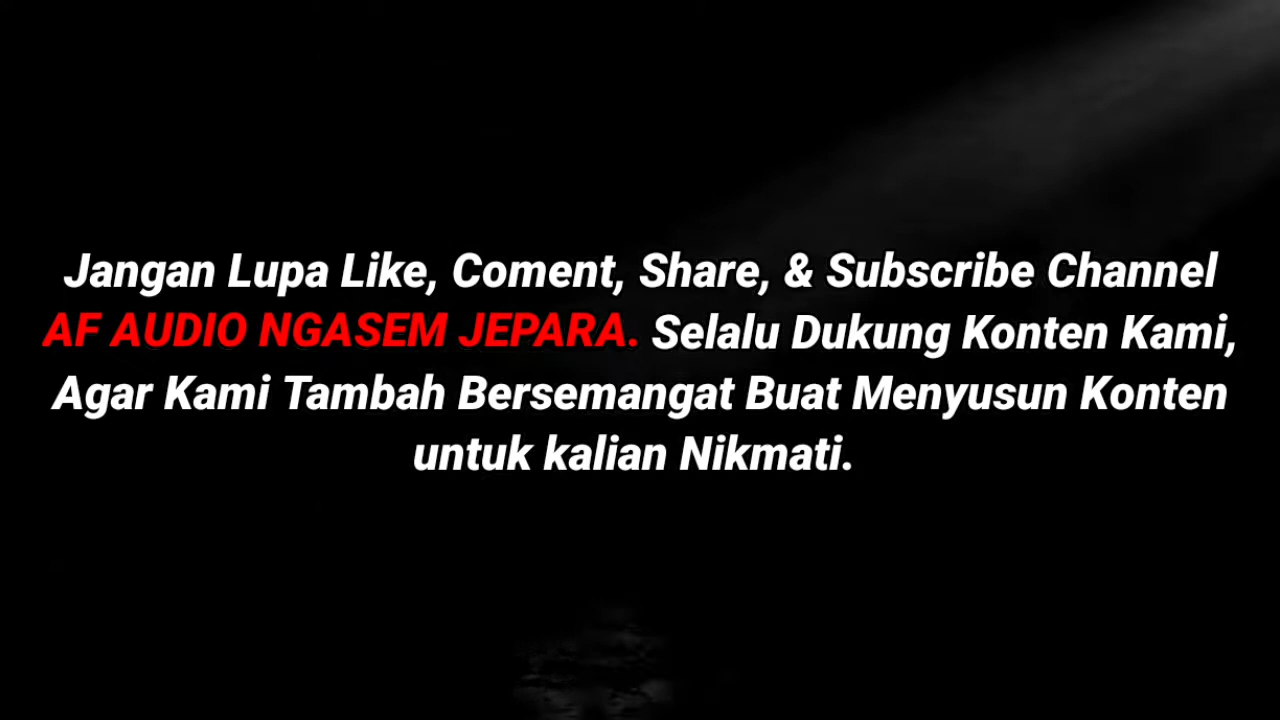 Jangan Lupa Like, Coment, Share, & Subscribe Channel
AF AUDIO NGASEM JEPARA. Selalu Dukung Konten Kami,
Agar Kami Tambah Bersemangat Buat Menyusun Konten
untuk kalian Nikmati.